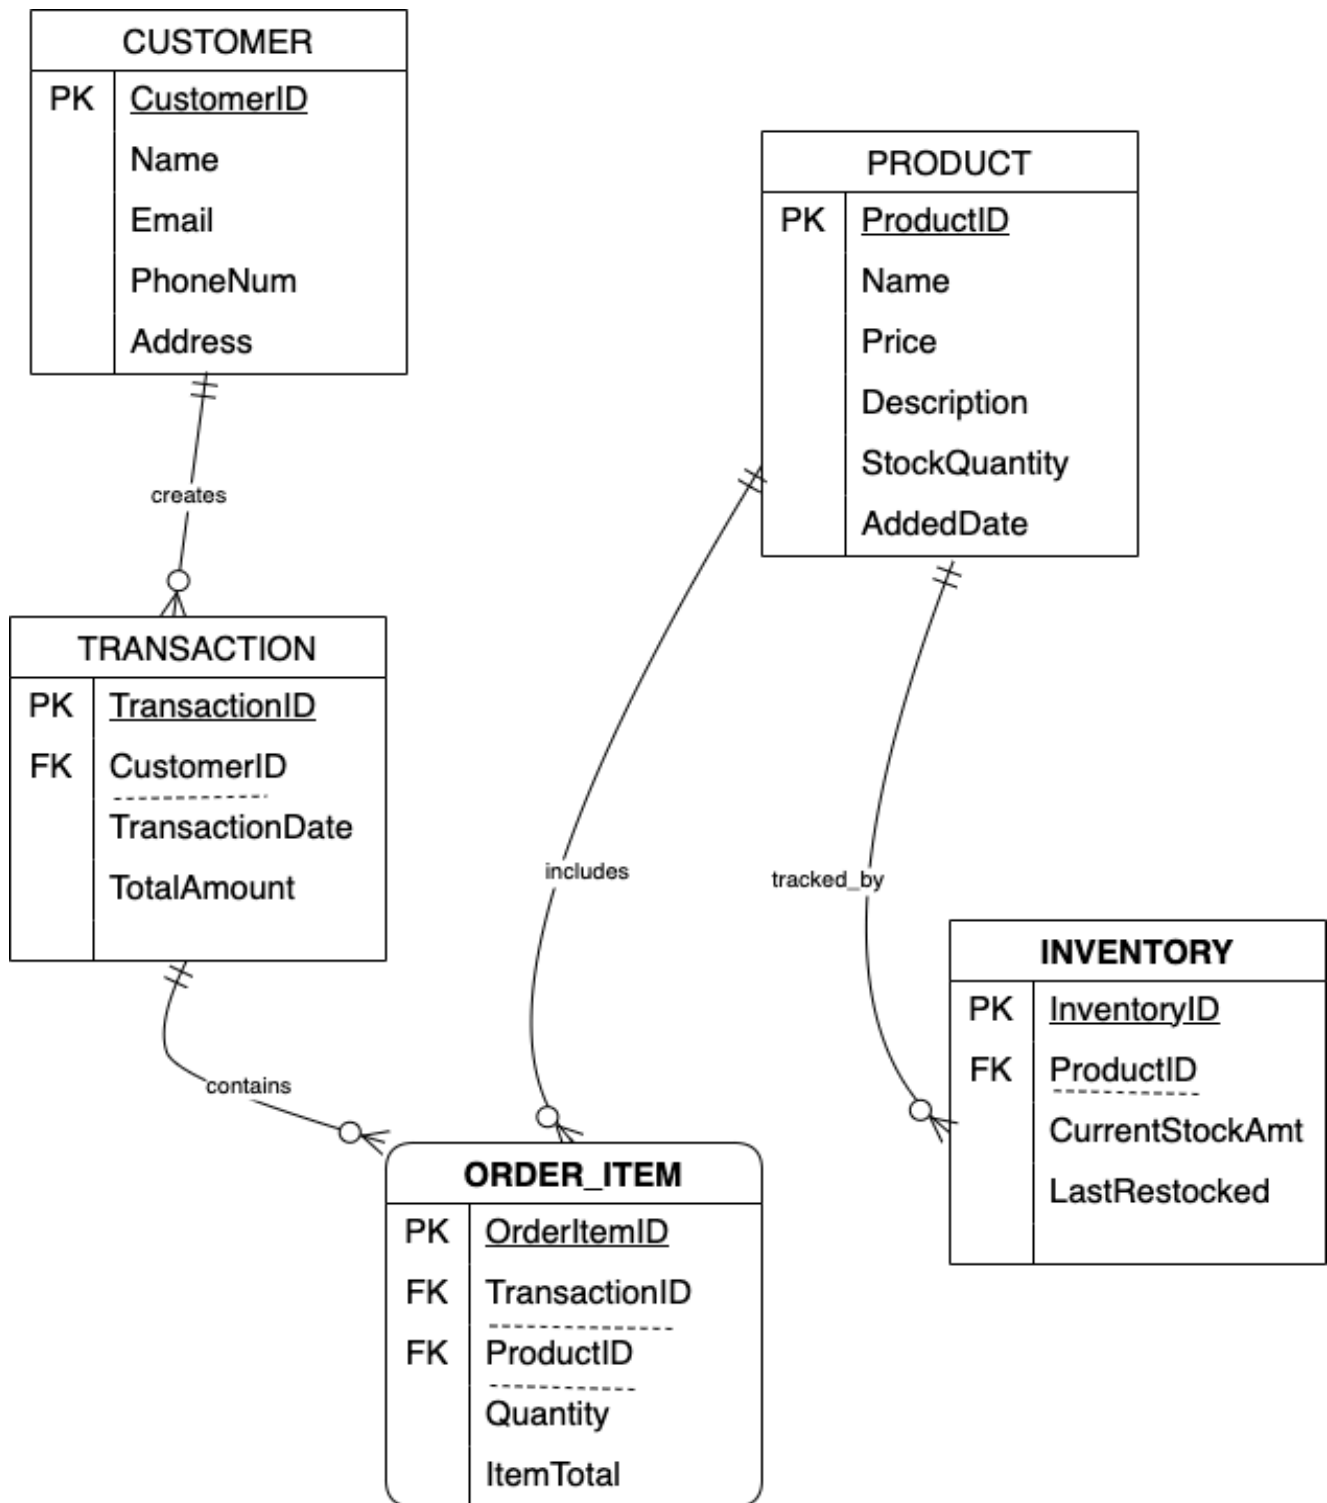 CUSTOMER
PK CustomerID
Name
Email
PhoneNum
Address
creates
TRANSACTION
PK TransactionID
FK CustomerID
TransactionDate
TotalAmount
contains
PRODUCT
PK ProductID
Name
Price
Description
StockQuantity
AddedDate
includes
tracked_by
INVENTORY
PK InventoryID
FK ProductID
CurrentStockAmt
LastRestocked
ORDER_ITEM
PK OrderItemID
FK TransactionID
FK ProductID
Quantity
ItemTotal